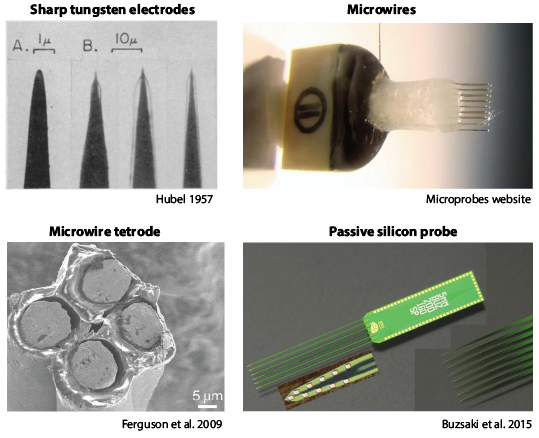 Sharp tungsten electrodes
Microwires
A. 1μ B. 10μ
Hubel 1957
Microprobes website
Microwire tetrode
Passive silicon probe
5 μm
Ferguson et al. 2009
Buzsaki et al. 2015